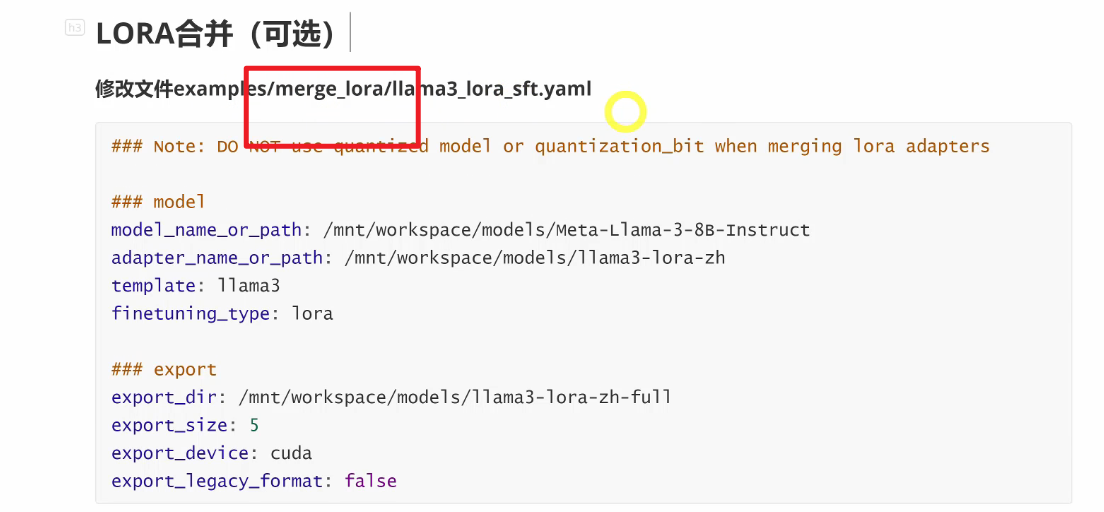 h3
LORA合并（可选）
修改文件examples/merge_lora/llama3_lora_sft.yaml
### Note: DO NOT use quantized model or quantization_bit when merging lora adapters
### model
model_name_or_path: /mnt/workspace/models/Meta-Llama-3-8B-Instruct
adapter_name_or_path: /mnt/workspace/models/llama3-lora-zh
template: llama3
finetuning_type: lora
### export
export_dir: /mnt/workspace/models/llama3-lora-zh-full
export_size: 5
export_device: cuda
export_legacy_format: false